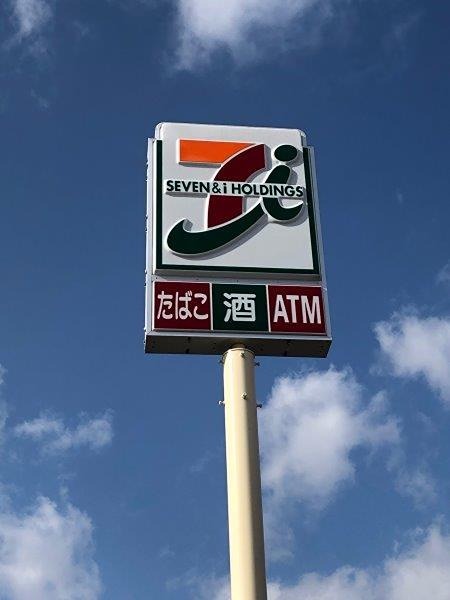 SEVEN & i HOLDINGS
たばこ 酒 ATM